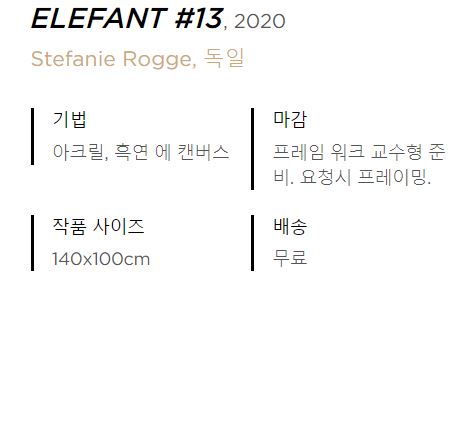 ELEFANT #13, 2020
Stefanie Rogge, 독일
기법
아크릴, 흑연 에 캔버스
마감
프레임 워크 교수형 준
비. 요청시 프레이밍.
작품 사이즈
140x100cm
배송
무료